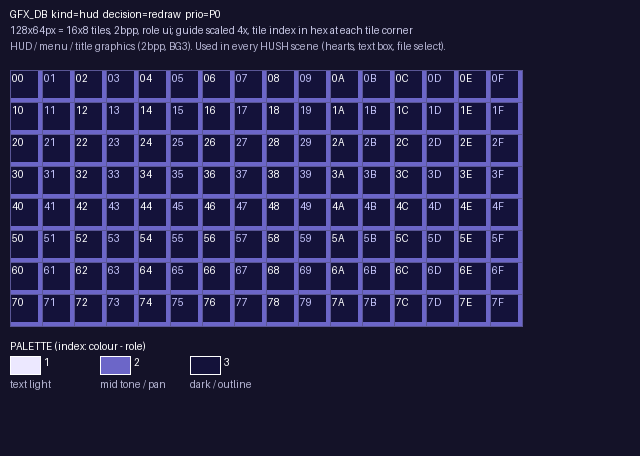 GFX_DB kind=hud decision=redraw prio=P0
128x64px = 16x8 tiles, 2bpp, role ui; guide scaled 4x, tile index in hex at each tile corner
HUD / menu / title graphics (2bpp, BG3). Used in every HUSH scene (hearts, text box, file select).
00 01 02 03 04 05 06 07 08 09 0A 0B 0C 0D 0E 0F
10 11 12 13 14 15 16 17 18 19 1A 1B 1C 1D 1E 1F
20 21 22 23 24 25 26 27 28 29 2A 2B 2C 2D 2E 2F
30 31 32 33 34 35 36 37 38 39 3A 3B 3C 3D 3E 3F
40 41 42 43 44 45 46 47 48 49 4A 4B 4C 4D 4E 4F
50 51 52 53 54 55 56 57 58 59 5A 5B 5C 5D 5E 5F
60 61 62 63 64 65 66 67 68 69 6A 6B 6C 6D 6E 6F
70 71 72 73 74 75 76 77 78 79 7A 7B 7C 7D 7E 7F
PALETTE (index: colour - role)
1 2 3
text light mid tone / pan dark / outline